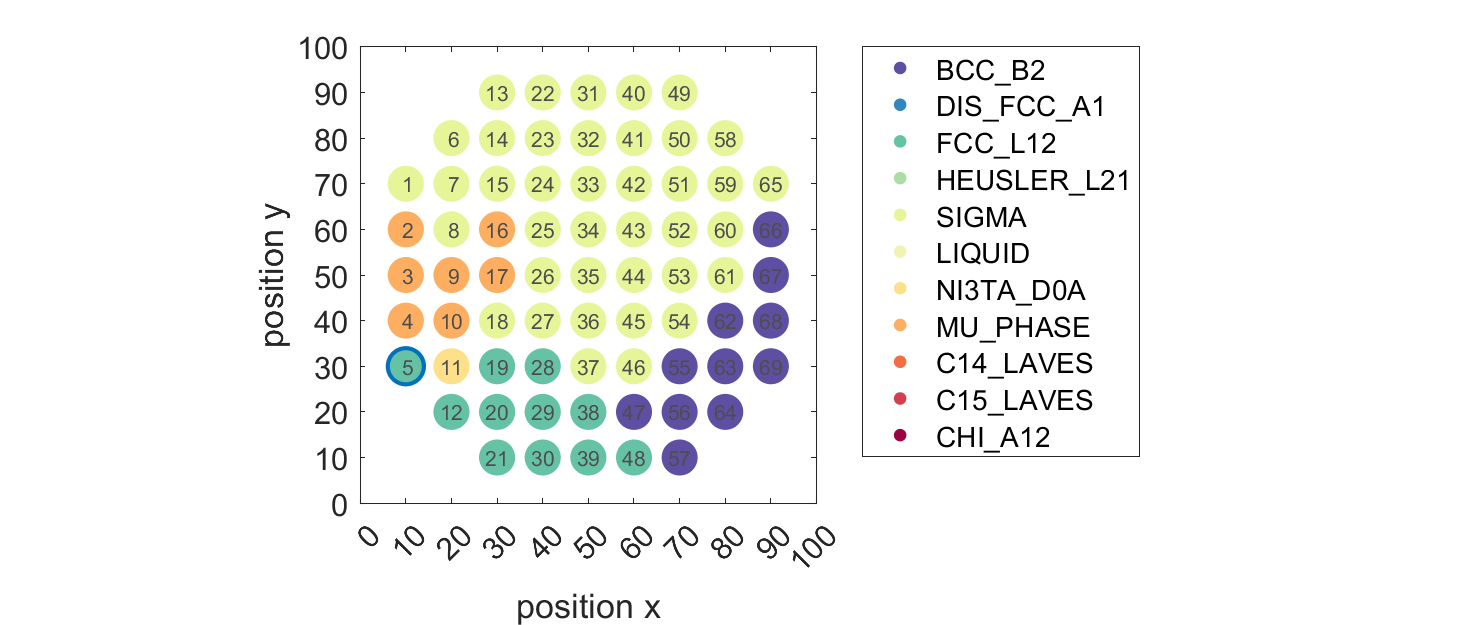 100
90
80
70
60
50
40
30
20
10
0
13 22 31 40 49
6 14 23 32 41 50 58
1 7 15 24 33 42 51 59 65
2 8 16 25 34 43 52 60 66
3 9 17 26 35 44 53 61 67
4 10 18 27 36 45 54 62 68
5 11 19 28 37 46 55 63 69
12 20 29 38 47 56 64
21 30 39 48 57
0 10 20 30 40 50 60 70 80 90 100
position x
position y
BCC_B2
DIS_FCC_A1
FCC_L12
HEUSLER_L21
SIGMA
LIQUID
NI3TA_D0A
MU_PHASE
C14_LAVES
C15_LAVES
CHI_A12